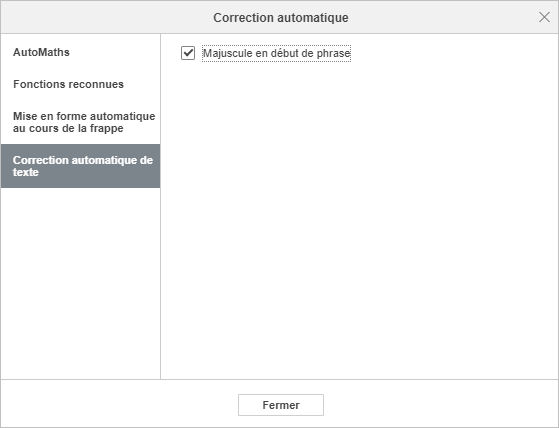 Correction automatique
AutoMaths
Fonctions reconnues
Mise en forme automatique
au cours de la frappe
Correction automatique de
texte
Majuscule en début de phrase
Fermer